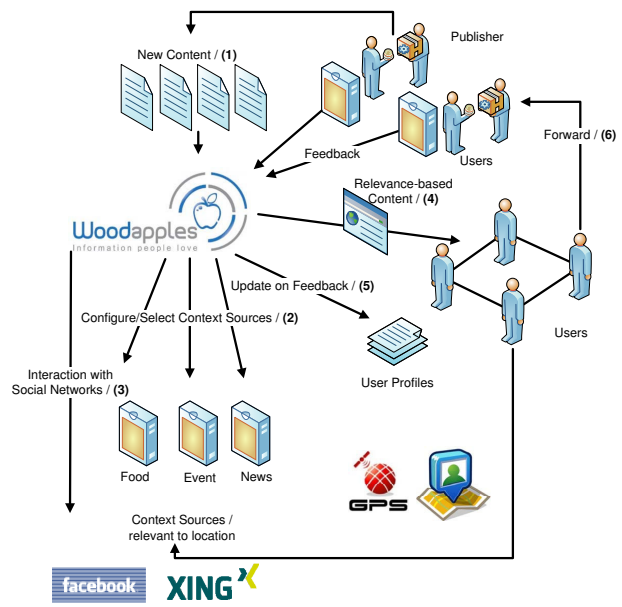 Publisher
New Content / (1)
Forward / (6)
Feedback
Users
Relevance-based
Content / (4)
Woodapples
Information people love
Update on Feedback / (5)
Configure/Select Context Sources / (2)
Users
Interaction with
Social Networks / (3)
User Profiles
Food
Event
News
GPS
Context Sources /
relevant to location
facebook
XING